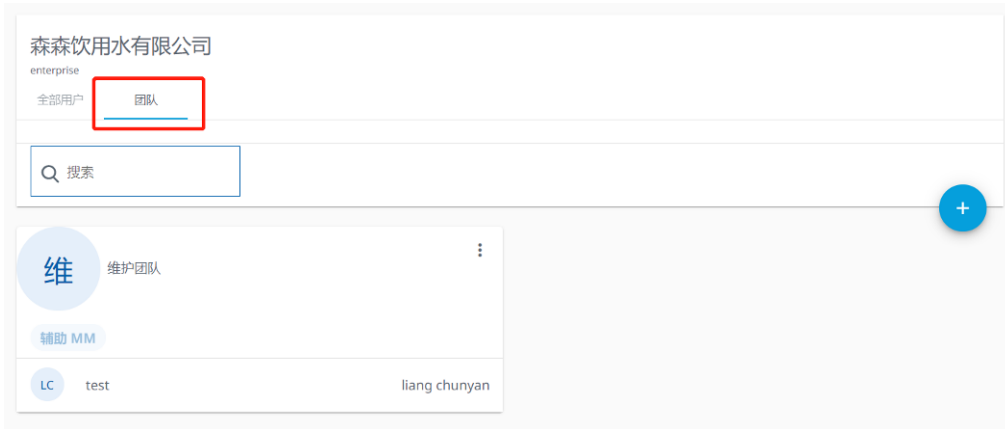 森森饮用水有限公司
enterprise
全部用户 团队
搜索
+
维 维护团队
辅助 MM
LC test liang chunyan